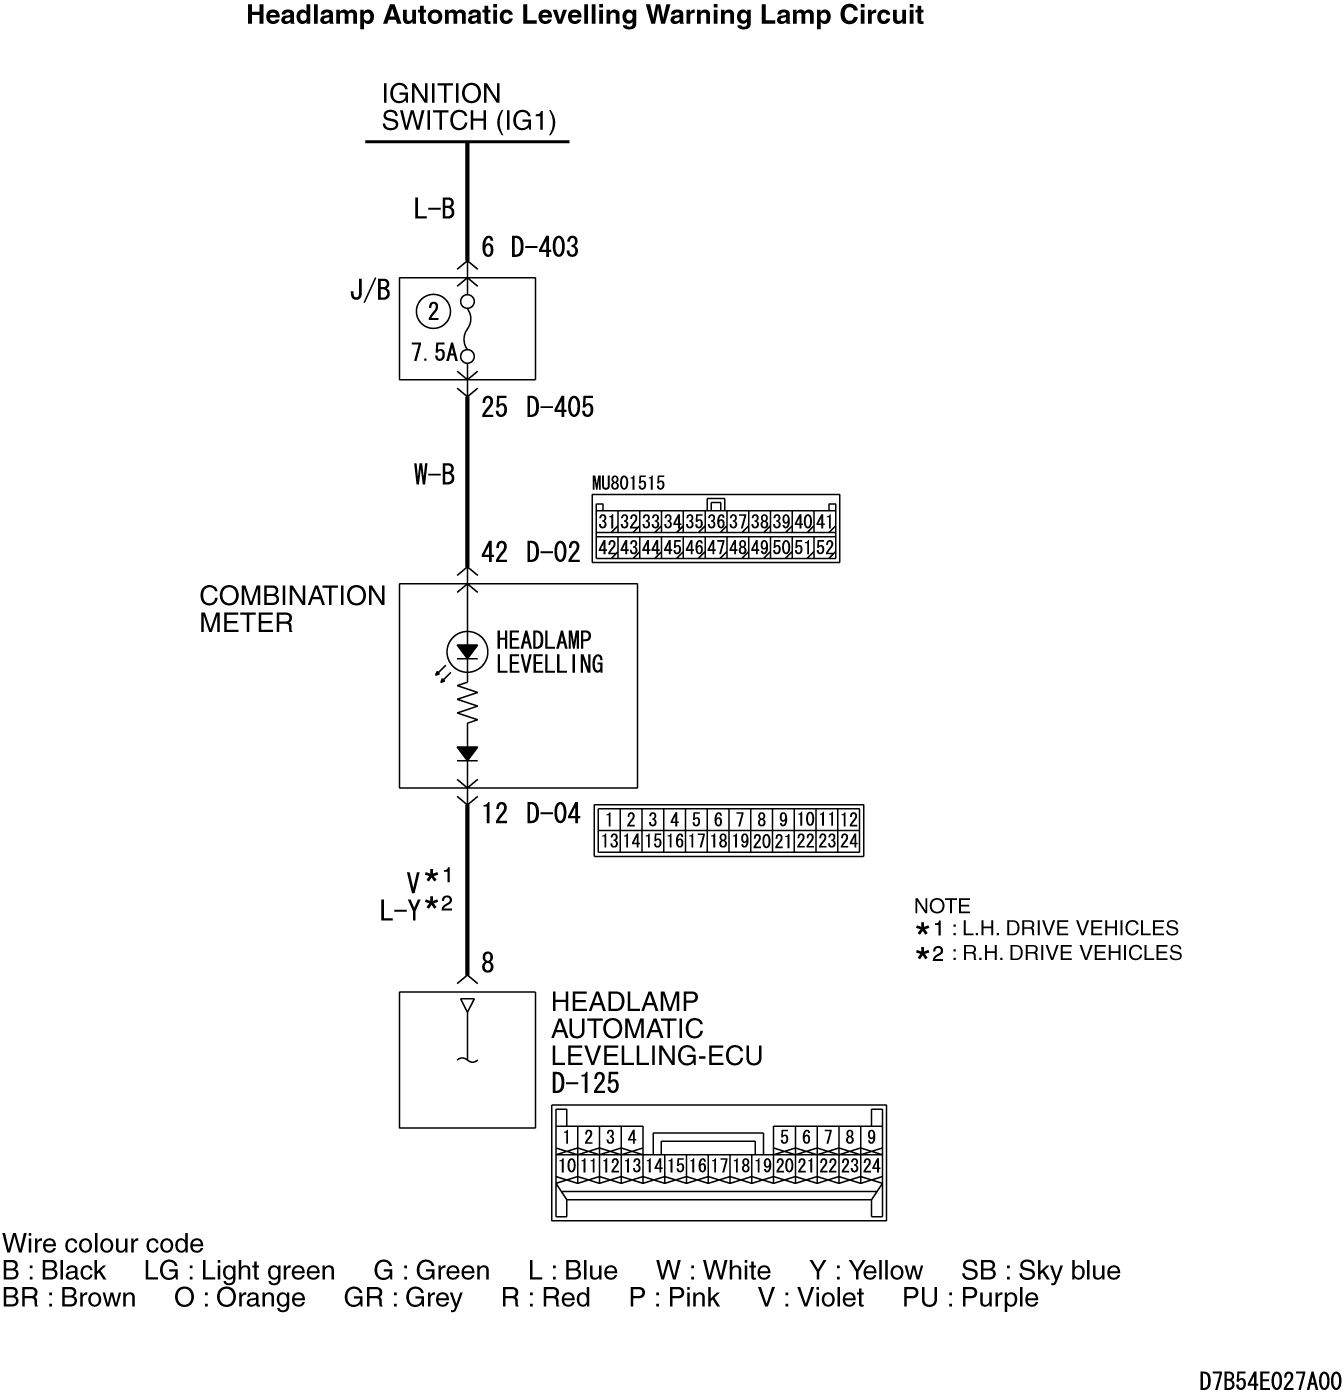 Headlamp Automatic Levelling Warning Lamp Circuit
IGNITION
SWITCH (IG1)
L-B
6 D-403
J/B
2
7.5A
25 D-405
W-B
MU801515
31 32 33 34 35 36 37 38 39 40 41
42 43 44 45 46 47 48 49 50 51 52
42 D-02
COMBINATION
METER
HEADLAMP
LEVELLING
12 D-04
1 2 3 4 5 6 7 8 9 10 11 12
13 14 15 16 17 18 19 20 21 22 23 24
V*1
L-Y*2
NOTE
*1 : L.H. DRIVE VEHICLES
*2 : R.H. DRIVE VEHICLES
8
HEADLAMP
AUTOMATIC
LEVELLING-ECU
D-125
1 2 3 4 5 6 7 8 9
10 11 12 13 14 15 16 17 18 19 20 21 22 23 24
Wire colour code
B : Black LG : Light green G : Green L : Blue W : White Y : Yellow SB : Sky blue
BR : Brown O : Orange GR : Grey R : Red P : Pink V : Violet PU : Purple
D7B54E027A00